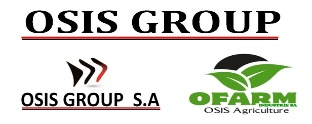 OSIS GROUP
OSIS GROUP S.A
OFARM
INDUSTRIE SA
OSIS Agriculture